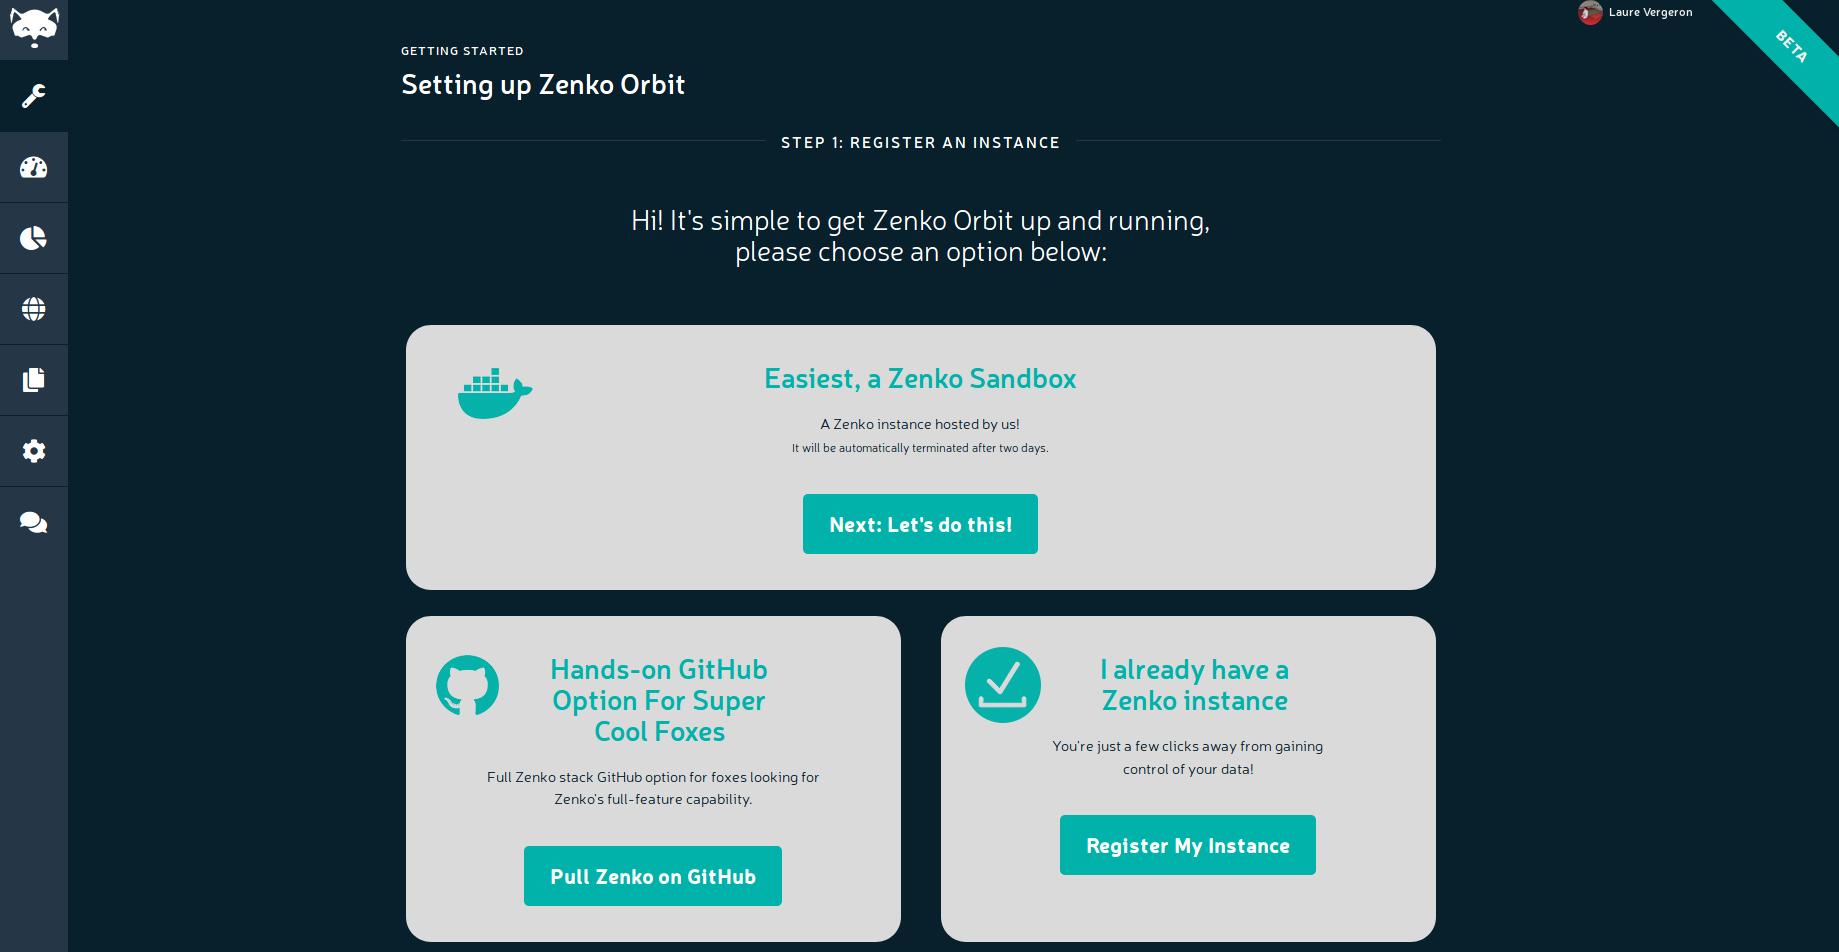 Laure Vergeron
BETA
GETTING STARTED
Setting up Zenko Orbit
STEP 1: REGISTER AN INSTANCE
Hi! It's simple to get Zenko Orbit up and running,
please choose an option below:
Easiest, a Zenko Sandbox
A Zenko instance hosted by us!
It will be automatically terminated after two days.
Next: Let's do this!
Hands-on GitHub
Option For Super
Cool Foxes
Full Zenko stack GitHub option for foxes looking for
Zenko's full-feature capability.
Pull Zenko on GitHub
I already have a
Zenko instance
You're just a few clicks away from gaining
control of your data!
Register My Instance